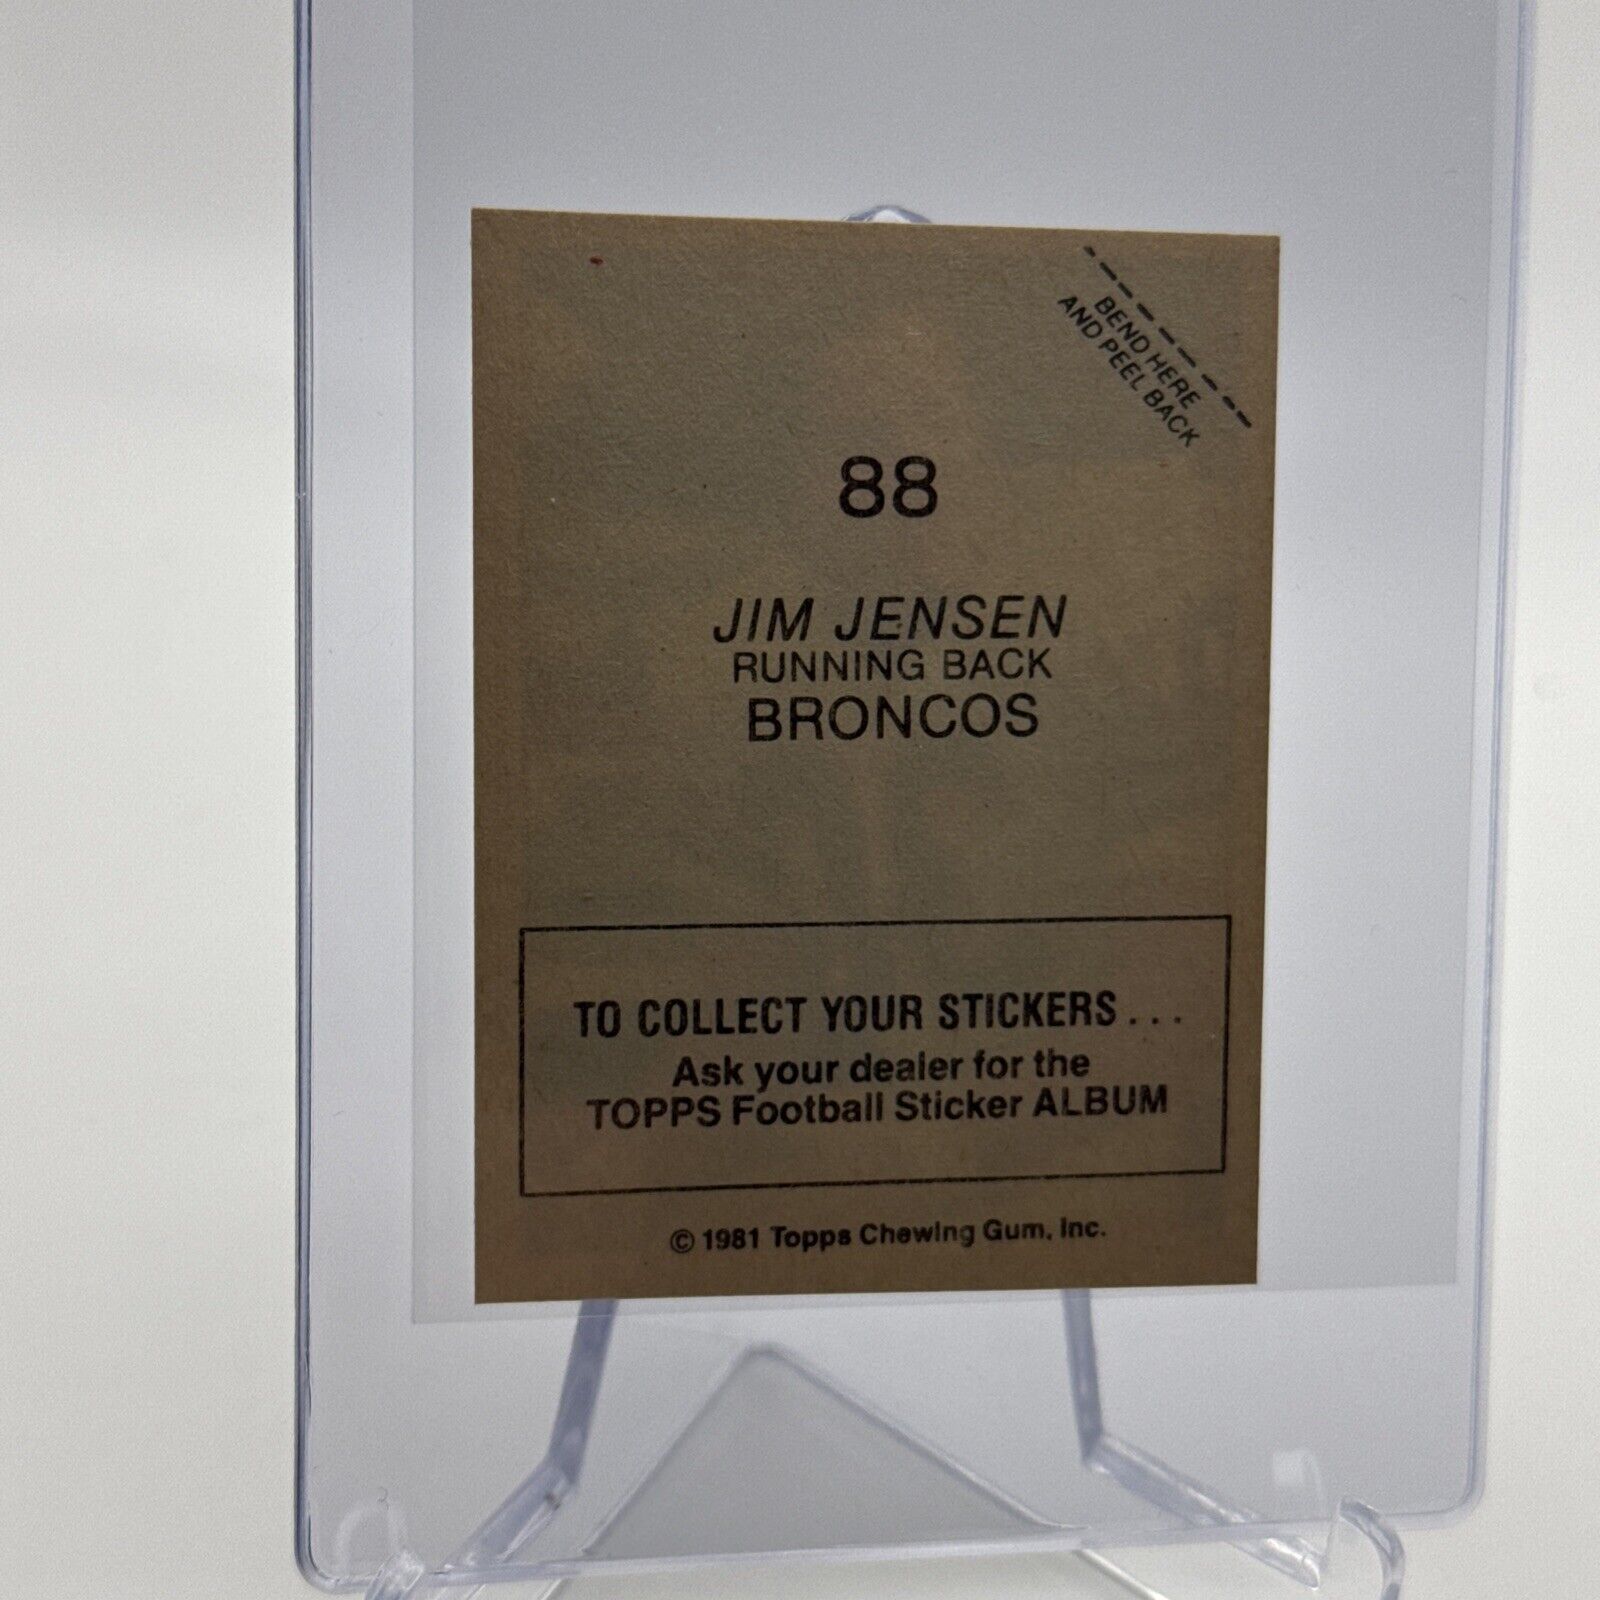 BEND HERE
AND PEEL BACK
88
JIM JENSEN
RUNNING BACK
BRONCOS
TO COLLECT YOUR STICKERS...
Ask your dealer for the
TOPPS Football Sticker ALBUM
© 1981 Topps Chewing Gum, Inc.